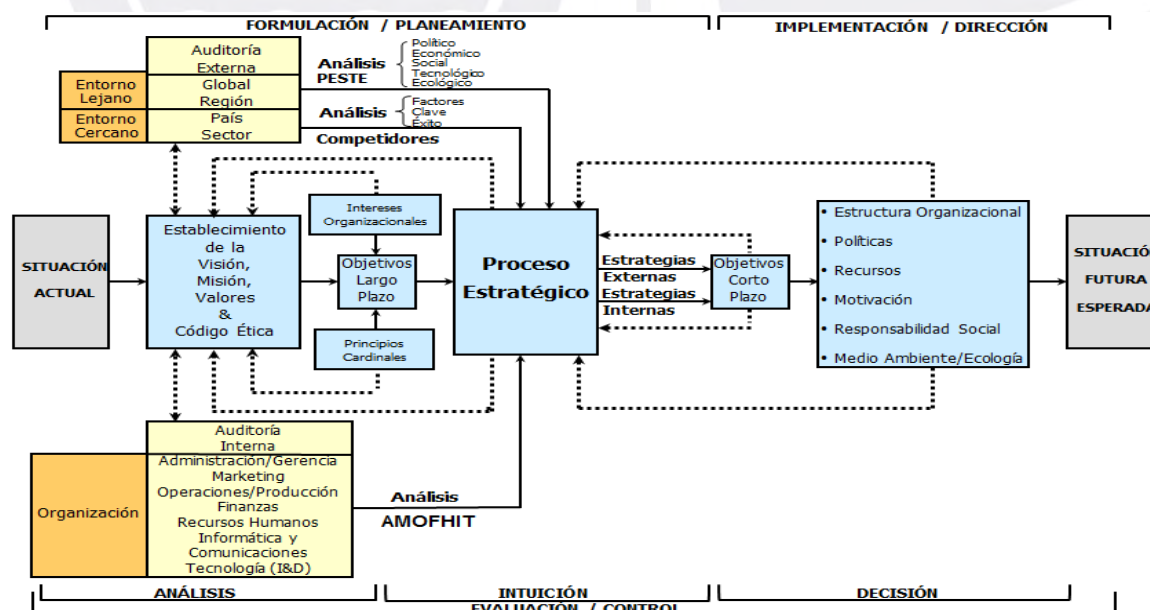 FORMULACIÓN / PLANEAMIENTO
IMPLEMENTACIÓN / DIRECCIÓN
Auditoría
Externa
Entorno
Lejano
Global
Región
Entorno
Cercano
País
Sector
Análisis
PESTE
Político
Económico
Social
Tecnológico
Ecológico
Análisis
Factores
Clave
Éxito
Competidores
SITUACIÓN
ACTUAL
Establecimiento
de la
Visión,
Misión,
Valores
&
Código Ética
Intereses
Organizacionales
Objetivos
Largo
Plazo
Principios
Cardinales
Proceso
Estratégico
Estrategias
Externas
Estrategias
Internas
Objetivos
Corto
Plazo
• Estructura Organizacional
• Políticas
• Recursos
• Motivación
• Responsabilidad Social
• Medio Ambiente/Ecología
SITUACIÓ
FUTURA
ESPERADA
Auditoría
Interna
Organización
Administración/Gerencia
Marketing
Operaciones/Producción
Finanzas
Recursos Humanos
Informática y
Comunicaciones
Tecnología (I&D)
Análisis
AMOFHIT
ANÁLISIS
INTUICIÓN
DECISIÓN
EVALUACIÓN / CONTROL